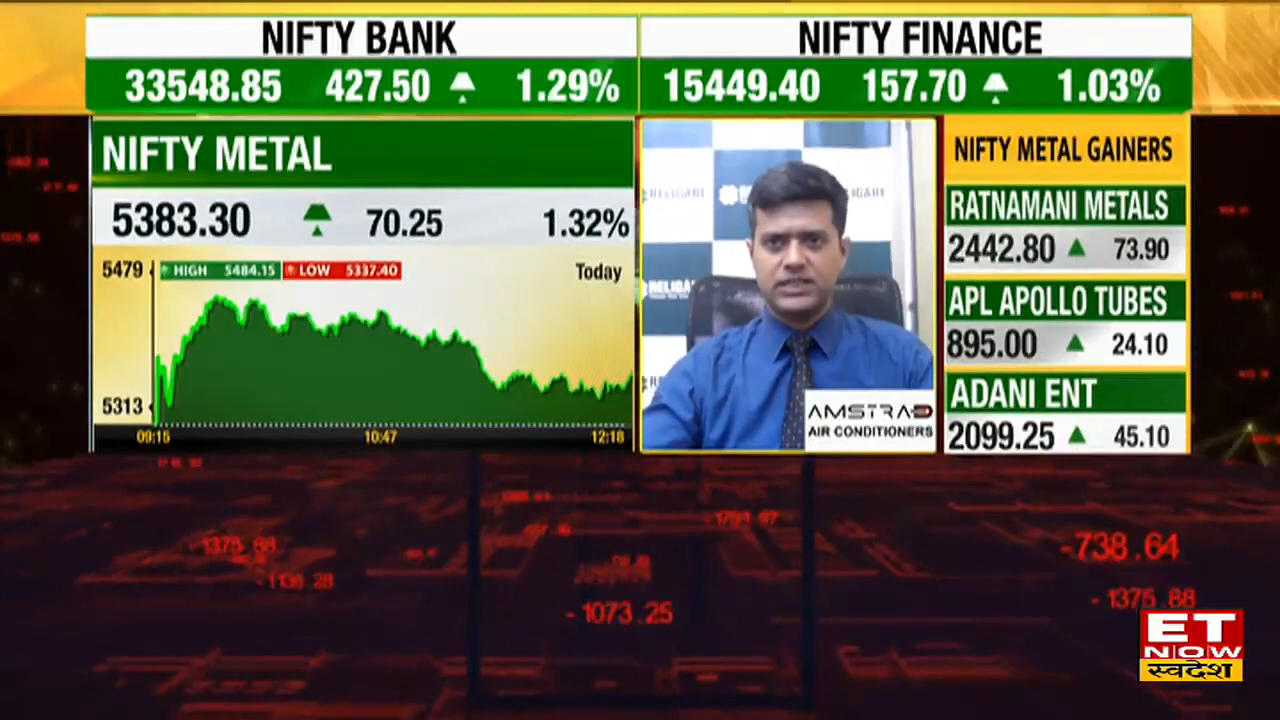 NIFTY BANK
33548.85 427.50 1.29%
NIFTY FINANCE
15449.40 157.70 1.03%
NIFTY METAL
5383.30 70.25 1.32%
5479
HIGH 5484.15 LOW 5337.40
Today
5313
09:15 10:47 12:18
RELIGARE
AMSTRAD
AIR CONDITIONERS
NIFTY METAL GAINERS
RATNAMANI METALS
2442.80 73.90
APL APOLLO TUBES
895.00 24.10
ADANI ENT
2099.25 45.10
-738.64
-1375.88
-1073.25
ET
NOW
स्वदेश